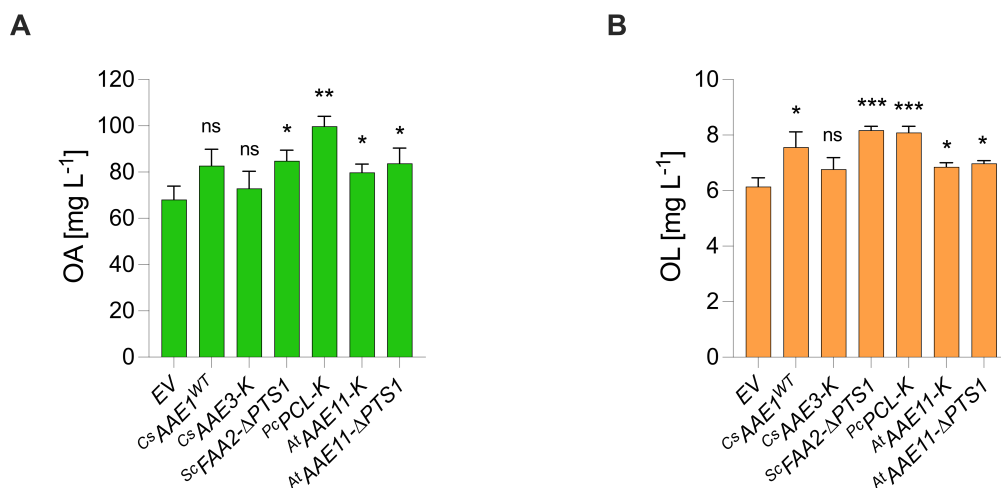 A
OA [mg L⁻¹]
120
100
80
60
40
20
0
ns
ns
*
**
*
*
EV
CsAAE1WT
CsAAE3-K
ScFAA2-ΔPTS1
PcPCL-K
AtAAE11-K
AtAAE11-ΔPTS1
B
OL [mg L⁻¹]
10
8
6
4
2
0
*
ns
***
***
*
*
EV
CsAAE1WT
CsAAE3-K
ScFAA2-ΔPTS1
PcPCL-K
AtAAE11-K
AtAAE11-ΔPTS1